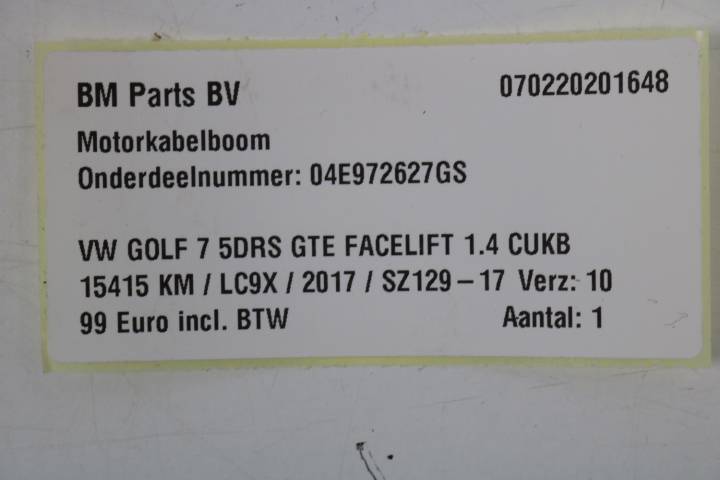 BM Parts BV 070220201648
Motorkabelboom
Onderdeelnummer: 04E972627GS
VW GOLF 7 5DRS GTE FACELIFT 1.4 CUKB
15415 KM / LC9X / 2017 / SZ129-17 Verz: 10
99 Euro incl. BTW Aantal: 1